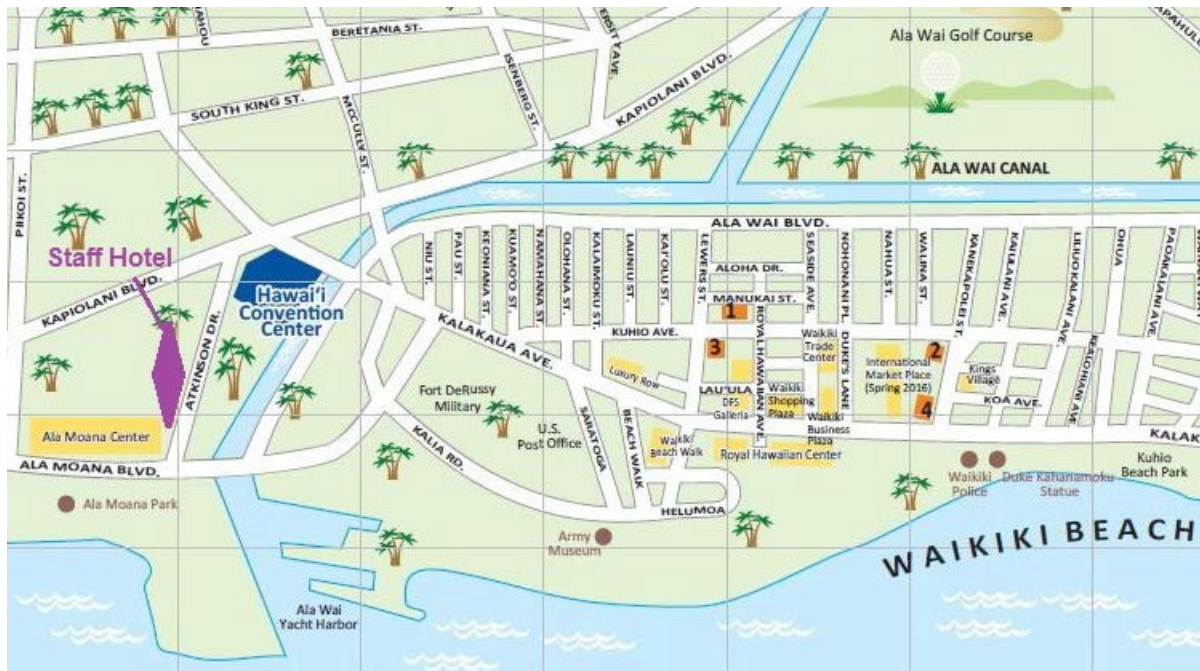 BERETANIA ST.
SOUTH KING ST.
MCCULLY ST.
ISENBERG ST.
KAPIOLANI BLVD.
Ala Wai Golf Course
ALA WAI CANAL
PIIKOI ST.
Staff Hotel
KAPIOLANI BLVD.
ATKINSON DR.
Hawai'i
Convention
Center
ALA WAI BLVD.
NIU ST.
PAU ST.
KEONIANA ST.
KUAMO'O ST.
NAMAHANA ST.
OLOHANA ST.
KALAIMOKU ST.
LAUNIU ST.
KA'IOLU ST.
LEWERS ST.
ALOHA DR.
MANUKAI ST.
SEASIDE AVE.
NOHONANI PL.
NAHUA ST.
WALINA ST.
KANEKAPOLEI ST.
KAIULANI AVE.
LILIUOKALANI AVE.
OHUA
PAOAKALANI AVE.
KEALOHILANI AVE
KALAKAUA AVE.
KUHIO AVE.
1
2
3
4
ROYAL HAWAIIAN AVE.
DUKE'S LANE
Waikiki
Trade
Center
International
Market Place
(Spring 2016)
Kings
Village
KOA AVE.
Luxury Row
LAU'ULA
DFS
Galleria
Waikiki
Shopping
Plaza
Waikiki
Business
Plaza
Fort DeRussy
Military
U.S.
Post Office
SARATOGA
BEACH WALK
Waikiki
Beach Walk
Royal Hawaiian Center
KALIA RD.
HELUMOA
Ala Moana Center
ALA MOANA BLVD.
Ala Moana Park
KALAK
Kuhio
Beach Park
Waikiki
Police
Duke Kahanamoku
Statue
Army
Museum
WAIKIKI BEACH
Ala Wai
Yacht Harbor